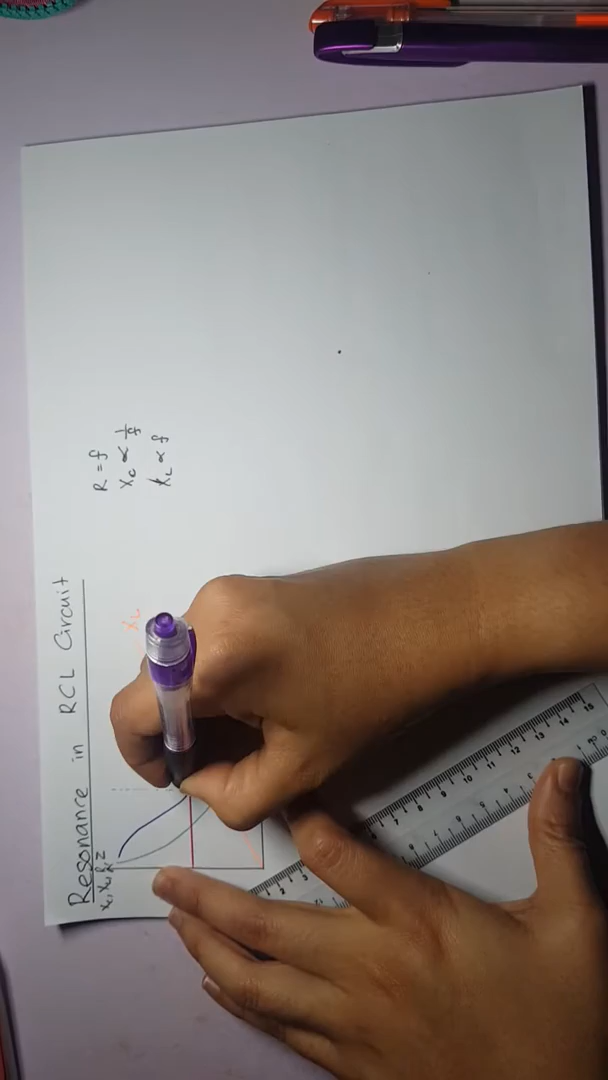 Resonance in RCL Circuit
R = f
Xc ∝ 1/f
XL ∝ f
XL